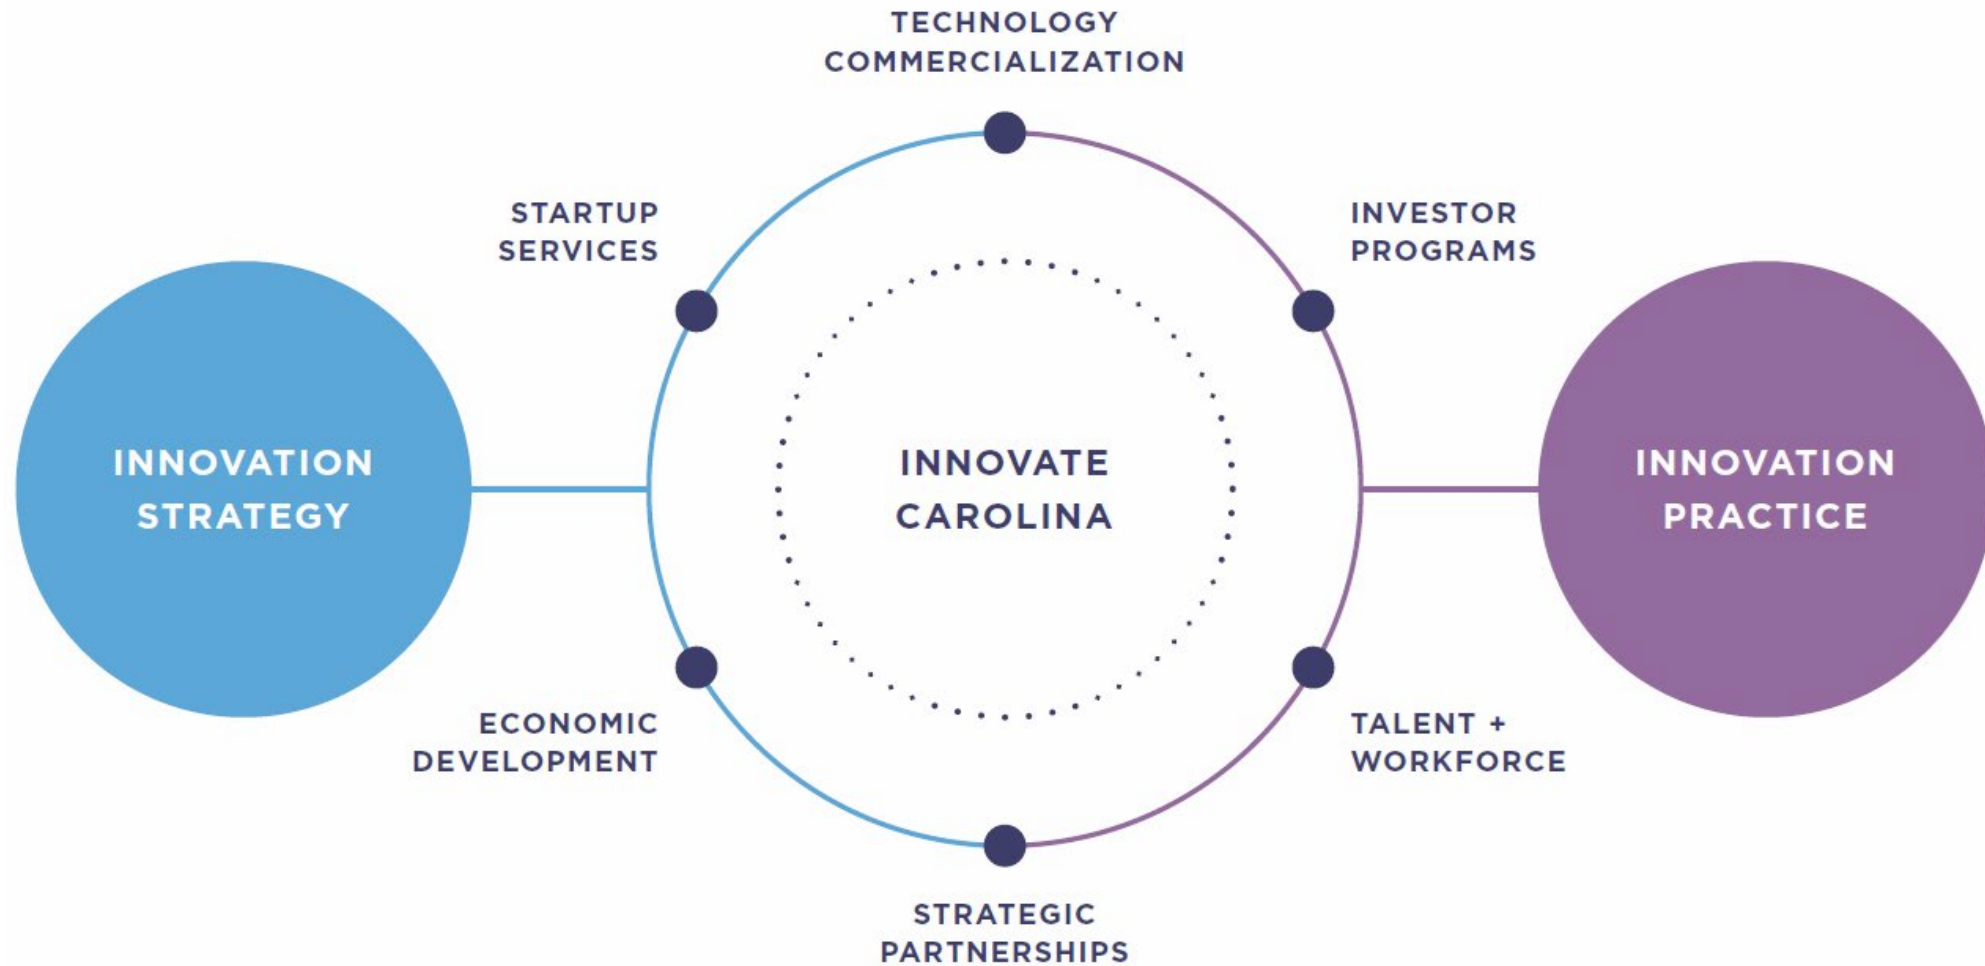 TECHNOLOGY
COMMERCIALIZATION
STARTUP
SERVICES
INVESTOR
PROGRAMS
INNOVATION
STRATEGY
INNOVATE
CAROLINA
INNOVATION
PRACTICE
ECONOMIC
DEVELOPMENT
TALENT +
WORKFORCE
STRATEGIC
PARTNERSHIPS